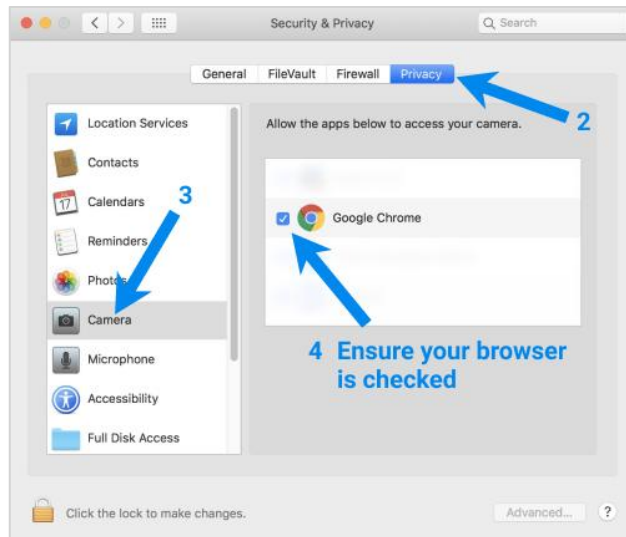 Security & Privacy
Search
General FileVault Firewall Privacy
2
Location Services
Contacts
17
Calendars
Reminders
Photos
Camera
Microphone
Accessibility
Full Disk Access
3
Allow the apps below to access your camera.
Google Chrome
4 Ensure your browser
is checked
Click the lock to make changes.
Advanced...
?